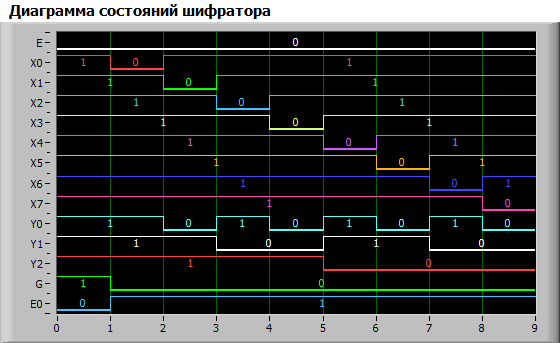 Диаграмма состояний шифратора
E 0
X0 1 0 1
X1 1 0 1
X2 1 0 1
X3 1 0 1
X4 1 0 1
X5 1 0 1
X6 1 0 1
X7 1 0
Y0 1 0 1 0 1 0 1 0
Y1 1 0 1 0
Y2 1 0
G 1 0
E0 0 1
0 1 2 3 4 5 6 7 8 9